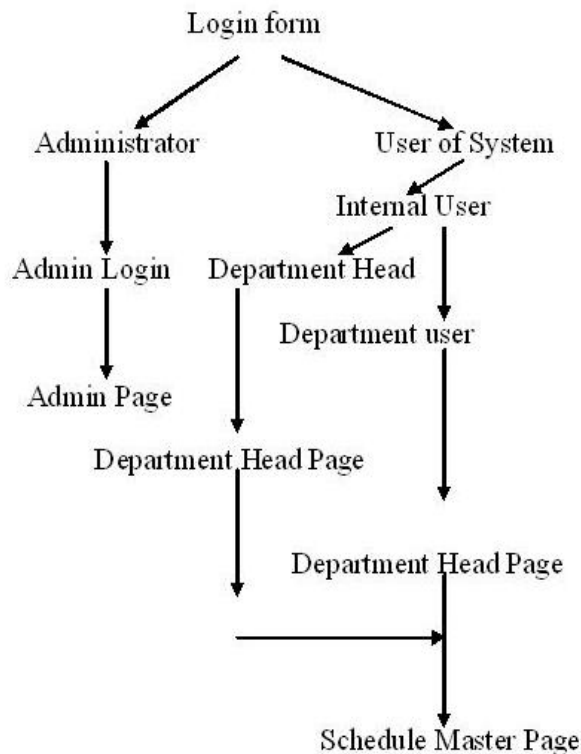 Login form
Administrator
User of System
Internal User
Admin Login
Department Head
Department user
Admin Page
Department Head Page
Department Head Page
Schedule Master Page